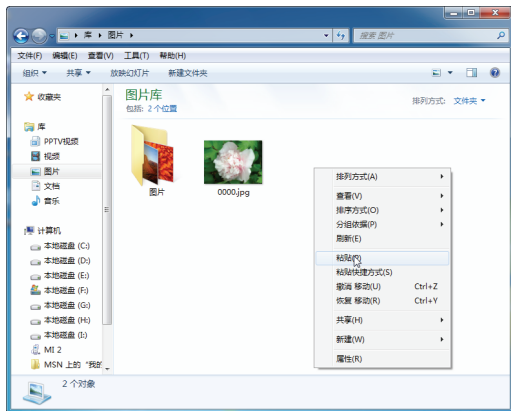 库 图片
搜索 图片
文件(F) 编辑(E) 查看(V) 工具(T) 帮助(H)
组织 共享 放映幻灯片 新建文件夹
收藏夹
库
PPTV视频
视频
图片
文档
音乐
计算机
本地磁盘 (C:)
本地磁盘 (D:)
本地磁盘 (E:)
本地磁盘 (F:)
本地磁盘 (G:)
本地磁盘 (H:)
本地磁盘 (I:)
MI 2
MSN 上的 "我的
图片库
包括: 2 个位置
排列方式: 文件夹
图片
0000.jpg
排列方式(A)
查看(V)
排序方式(O)
分组依据(P)
刷新(E)
粘贴(P)
粘贴快捷方式(S)
撤消 移动(U) Ctrl+Z
恢复 移动(R) Ctrl+Y
共享(H)
新建(W)
属性(R)
2 个对象